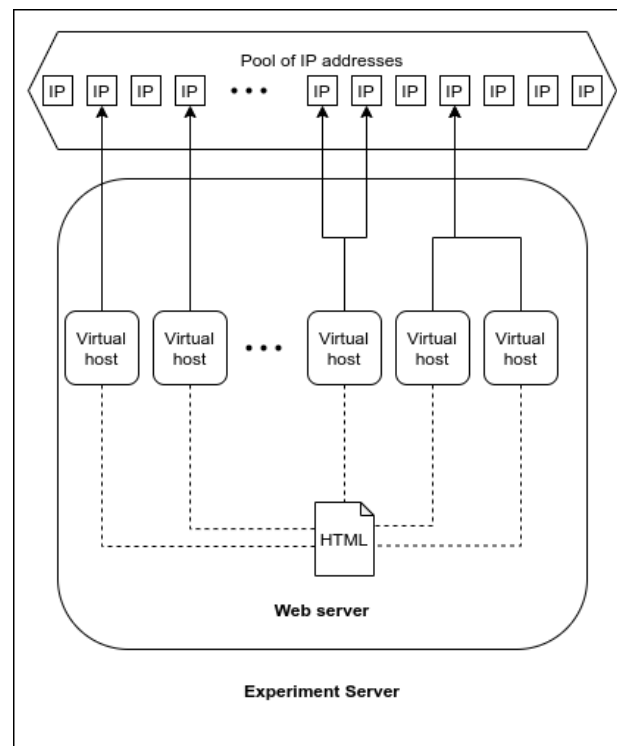 Pool of IP addresses
IP IP IP IP ••• IP IP IP IP IP IP IP
Virtual host Virtual host ••• Virtual host Virtual host Virtual host
HTML
Web server
Experiment Server